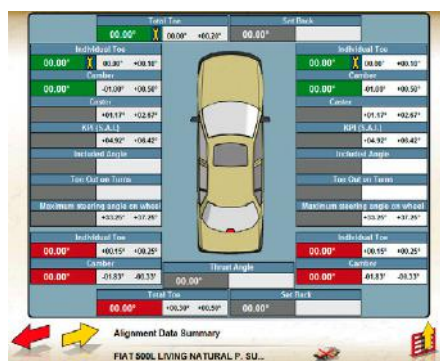 Total Toe Set Back
00.00° 00.00° +00.20° 00.00°
Individual Toe Individual Toe
00.00° 00.00° +00.10° 00.00° 00.00° +00.10°
Camber Camber
00.00° -01.00° +00.50° 00.00° -01.00° +00.50°
Caster Caster
+01.17° +02.67° +01.17° +02.67°
KPI (S.A.I.) KPI (S.A.I.)
+04.92° +06.42° +04.92° +06.42°
Included Angle Included Angle
Toe Out on Turns Toe Out on Turns
Maximum steering angle on wheel Maximum steering angle on wheel
+33.25° +37.25° +33.25° +37.25°
Individual Toe Individual Toe
00.00° +00.15° +00.25° 00.00° +00.15° +00.25°
Camber Thrust Angle Camber
00.00° -01.83° -00.33° 00.00° 00.00° -01.83° -00.33°
Total Toe Set Back
00.00° +00.30° +00.50° 00.00°
Alignment Data Summary
FIAT 500L LIVING NATURAL P. SU...